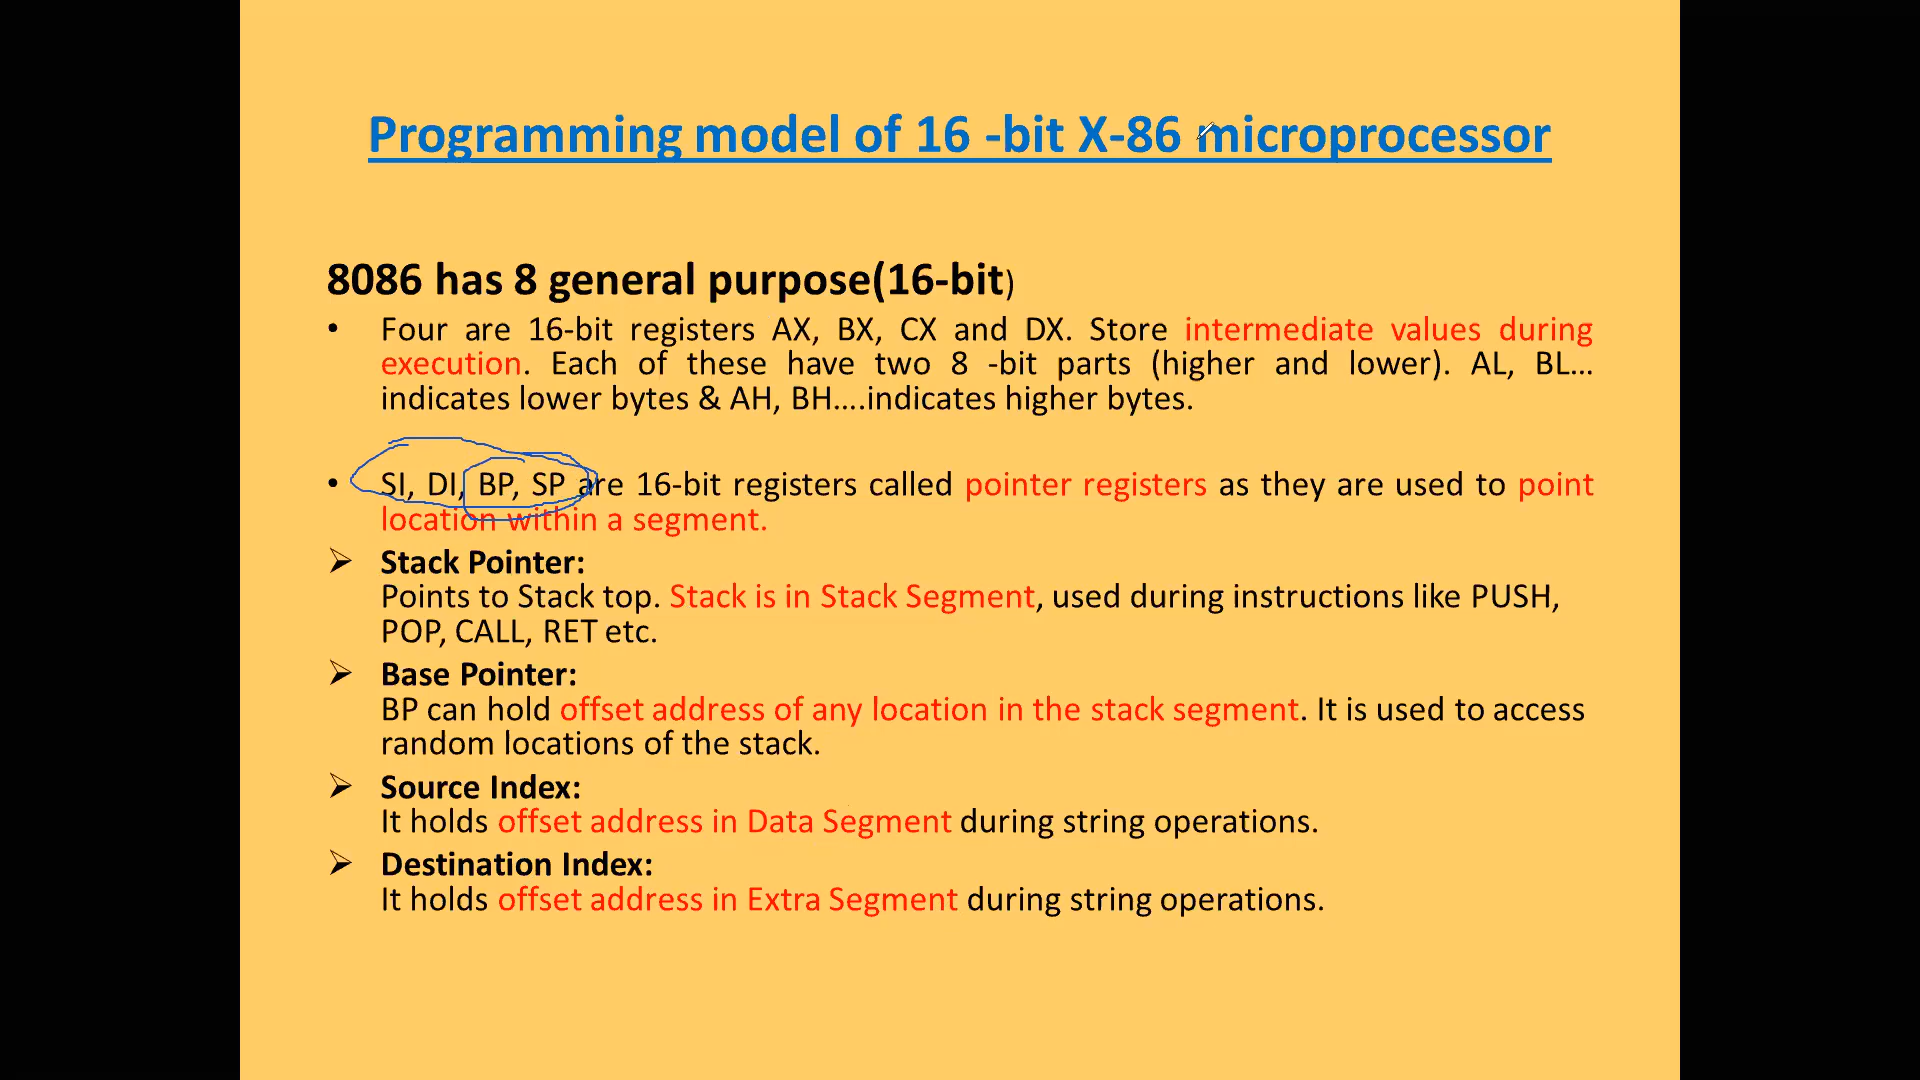 Programming model of 16 -bit X-86 microprocessor
8086 has 8 general purpose(16-bit)
• Four are 16-bit registers AX, BX, CX and DX. Store intermediate values during
execution. Each of these have two 8 -bit parts (higher and lower). AL, BL...
indicates lower bytes & AH, BH....indicates higher bytes.
• SI, DI, BP, SP are 16-bit registers called pointer registers as they are used to point
location within a segment.
➢ Stack Pointer:
Points to Stack top. Stack is in Stack Segment, used during instructions like PUSH,
POP, CALL, RET etc.
➢ Base Pointer:
BP can hold offset address of any location in the stack segment. It is used to access
random locations of the stack.
➢ Source Index:
It holds offset address in Data Segment during string operations.
➢ Destination Index:
It holds offset address in Extra Segment during string operations.